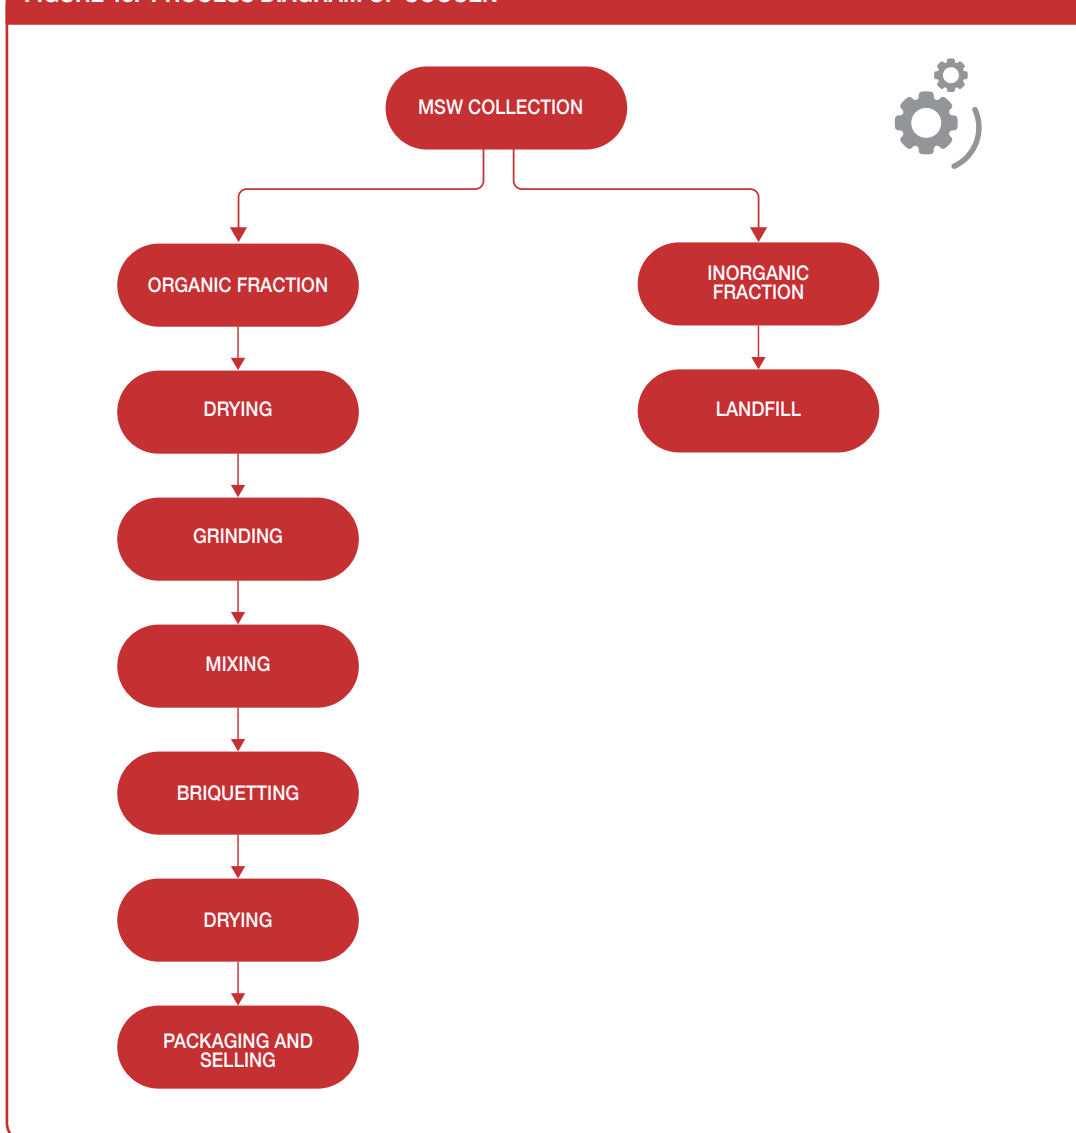 MSW COLLECTION
ORGANIC FRACTION
INORGANIC
FRACTION
DRYING
LANDFILL
GRINDING
MIXING
BRIQUETTING
DRYING
PACKAGING AND
SELLING